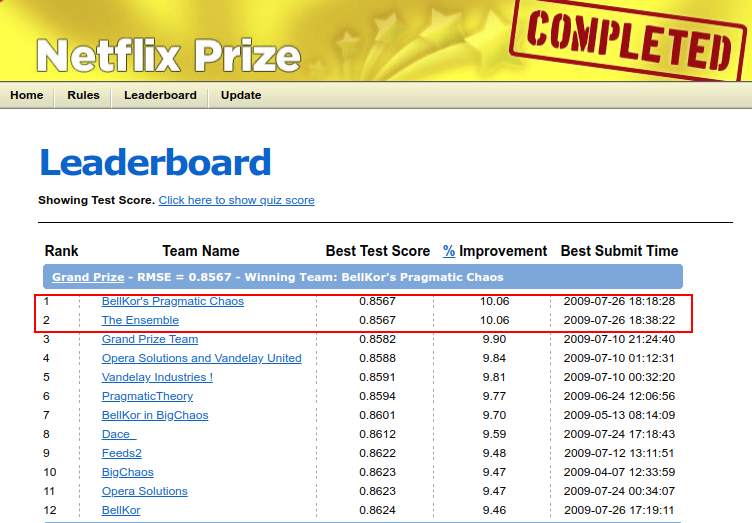 Netflix Prize
COMPLETED
Home Rules Leaderboard Update
Leaderboard
Showing Test Score. Click here to show quiz score
Rank Team Name Best Test Score % Improvement Best Submit Time
Grand Prize - RMSE = 0.8567 - Winning Team: BellKor's Pragmatic Chaos
1 BellKor's Pragmatic Chaos 0.8567 10.06 2009-07-26 18:18:28
2 The Ensemble 0.8567 10.06 2009-07-26 18:38:22
3 Grand Prize Team 0.8582 9.90 2009-07-10 21:24:40
4 Opera Solutions and Vandelay United 0.8588 9.84 2009-07-10 01:12:31
5 Vandelay Industries ! 0.8591 9.81 2009-07-10 00:32:20
6 PragmaticTheory 0.8594 9.77 2009-06-24 12:06:56
7 BellKor in BigChaos 0.8601 9.70 2009-05-13 08:14:09
8 Dace_ 0.8612 9.59 2009-07-24 17:18:43
9 Feeds2 0.8622 9.48 2009-07-12 13:11:51
10 BigChaos 0.8623 9.47 2009-04-07 12:33:59
11 Opera Solutions 0.8623 9.47 2009-07-24 00:34:07
12 BellKor 0.8624 9.46 2009-07-26 17:19:11